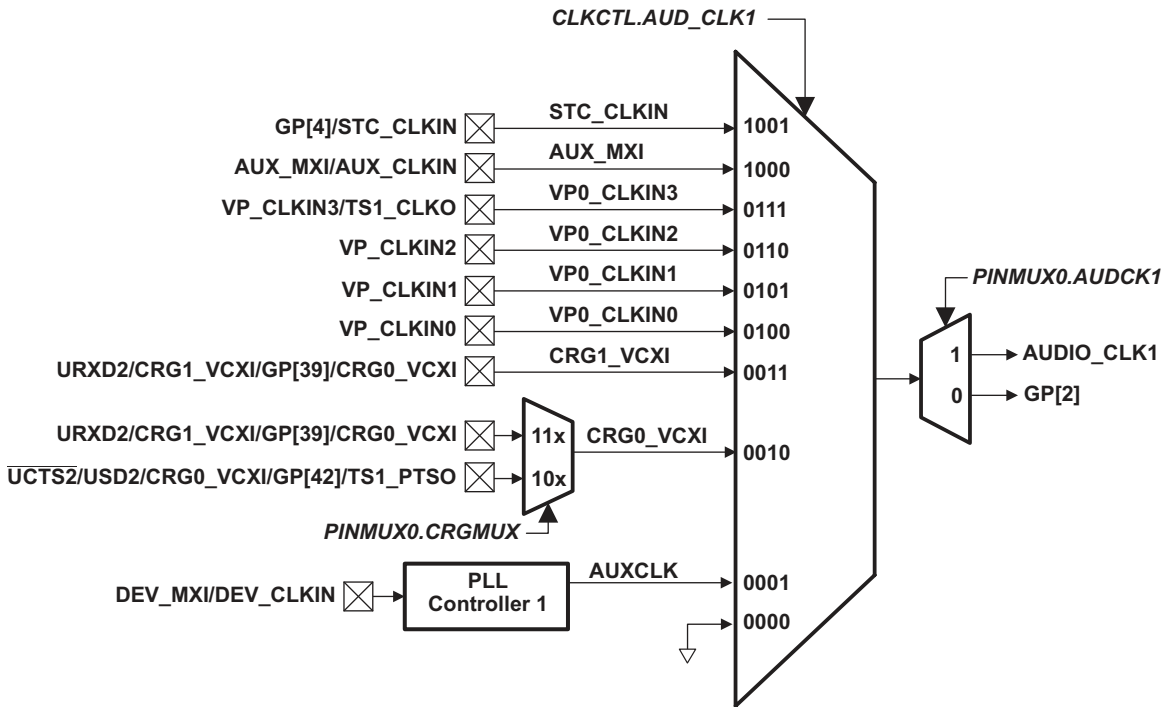 CLKCTL.AUD_CLK1
GP[4]/STC_CLKIN
STC_CLKIN
1001
AUX_MXI/AUX_CLKIN
AUX_MXI
1000
VP_CLKIN3/TS1_CLKO
VP0_CLKIN3
0111
VP_CLKIN2
VP0_CLKIN2
0110
VP_CLKIN1
VP0_CLKIN1
0101
VP_CLKIN0
VP0_CLKIN0
0100
URXD2/CRG1_VCXI/GP[39]/CRG0_VCXI
CRG1_VCXI
0011
URXD2/CRG1_VCXI/GP[39]/CRG0_VCXI
11x
CRG0_VCXI
0010
UCTS2/USD2/CRG0_VCXI/GP[42]/TS1_PTSO
10x
PINMUX0.CRGMUX
DEV_MXI/DEV_CLKIN
PLL
Controller 1
AUXCLK
0001
0000
PINMUX0.AUDCK1
1
AUDIO_CLK1
0
GP[2]